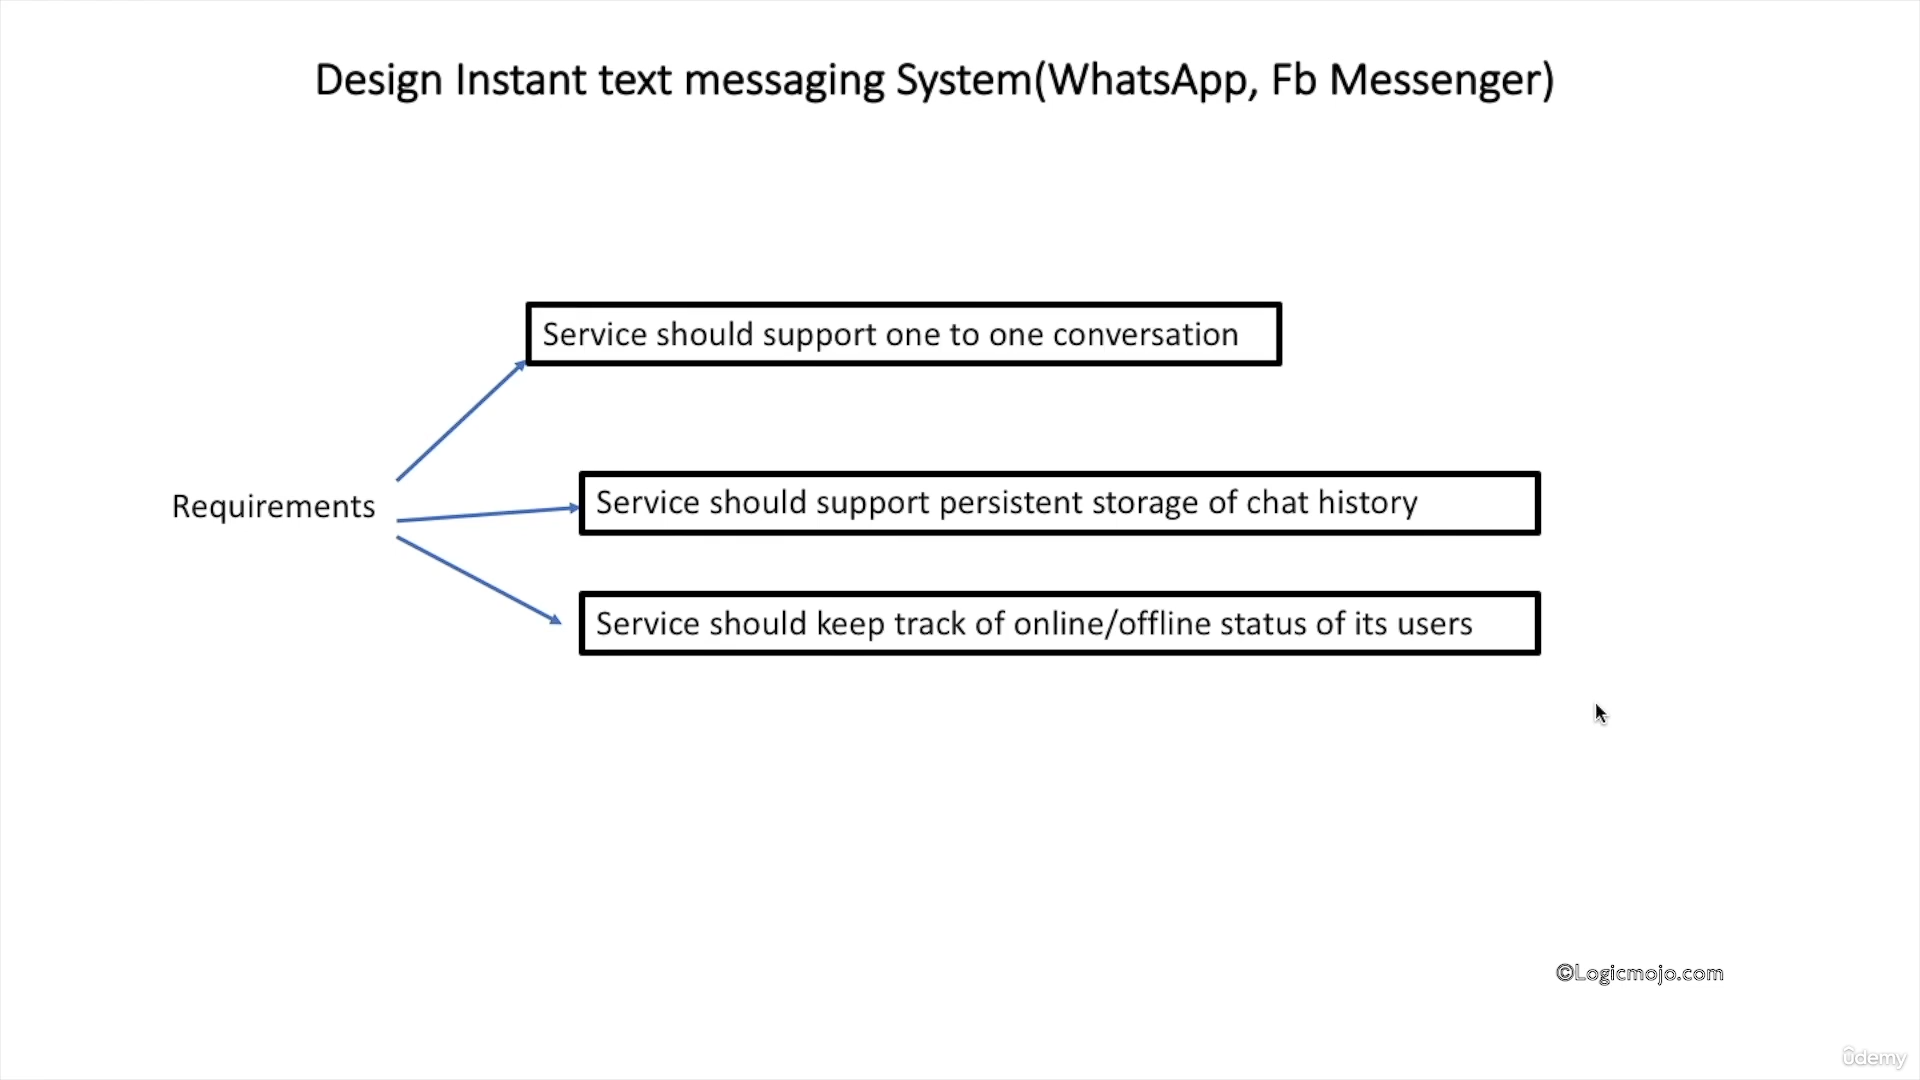 Design Instant text messaging System(WhatsApp, Fb Messenger)
Service should support one to one conversation
Requirements
Service should support persistent storage of chat history
Service should keep track of online/offline status of its users
©Logicmojo.com
ûdemy